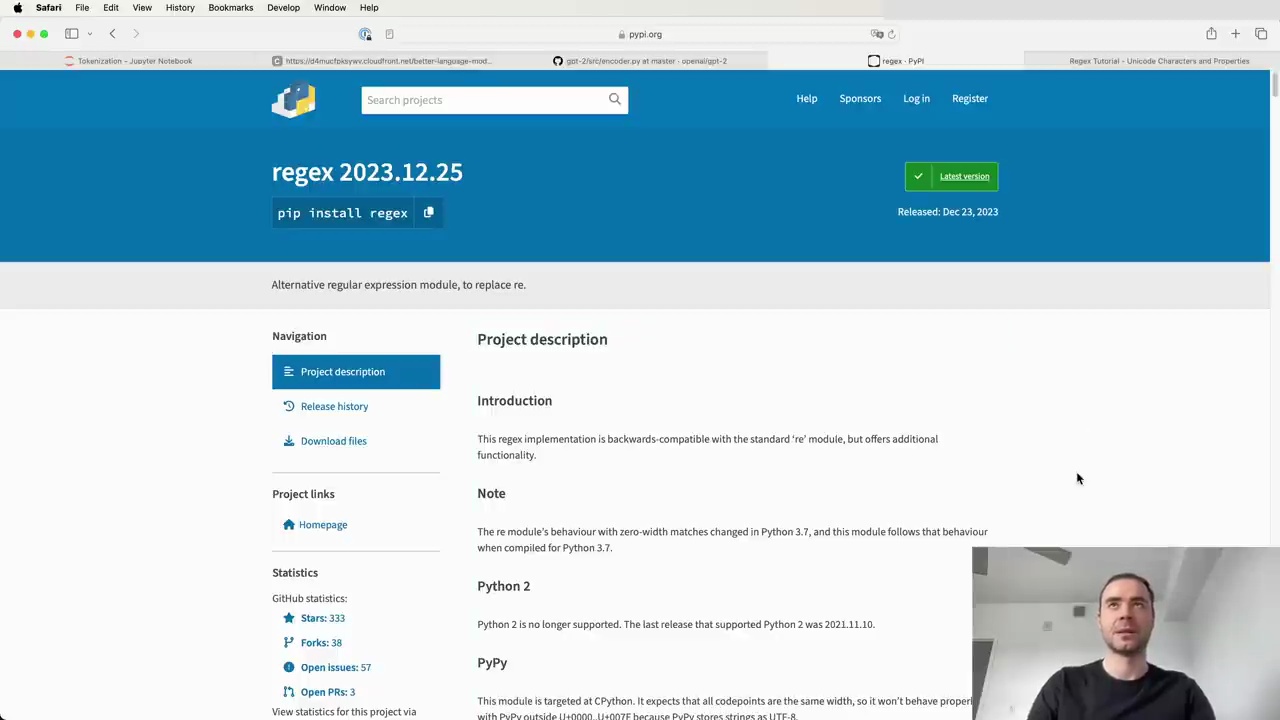 Safari File Edit View History Bookmarks Develop Window Help
pypi.org
Tokenization - Jupyter Notebook
https://d4mucfpksywv.cloudfront.net/better-language-mod...
gpt-2/src/encoder.py at master · openai/gpt-2
regex · PyPI
Regex Tutorial - Unicode Characters and Properties
Search projects
Help Sponsors Log in Register
regex 2023.12.25
Latest version
pip install regex
Released: Dec 23, 2023
Alternative regular expression module, to replace re.
Navigation
Project description
Release history
Download files
Project links
Homepage
Statistics
GitHub statistics:
Stars: 333
Forks: 38
Open issues: 57
Open PRs: 3
View statistics for this project via
Project description
Introduction
This regex implementation is backwards-compatible with the standard ‘re’ module, but offers additional
functionality.
Note
The re module’s behaviour with zero-width matches changed in Python 3.7, and this module follows that behaviour
when compiled for Python 3.7.
Python 2
Python 2 is no longer supported. The last release that supported Python 2 was 2021.11.10.
PyPy
This module is targeted at CPython. It expects that all codepoints are the same width, so it won’t behave
with PyPy outside U+0000..U+007F because PyPy stores strings as UTF-8.